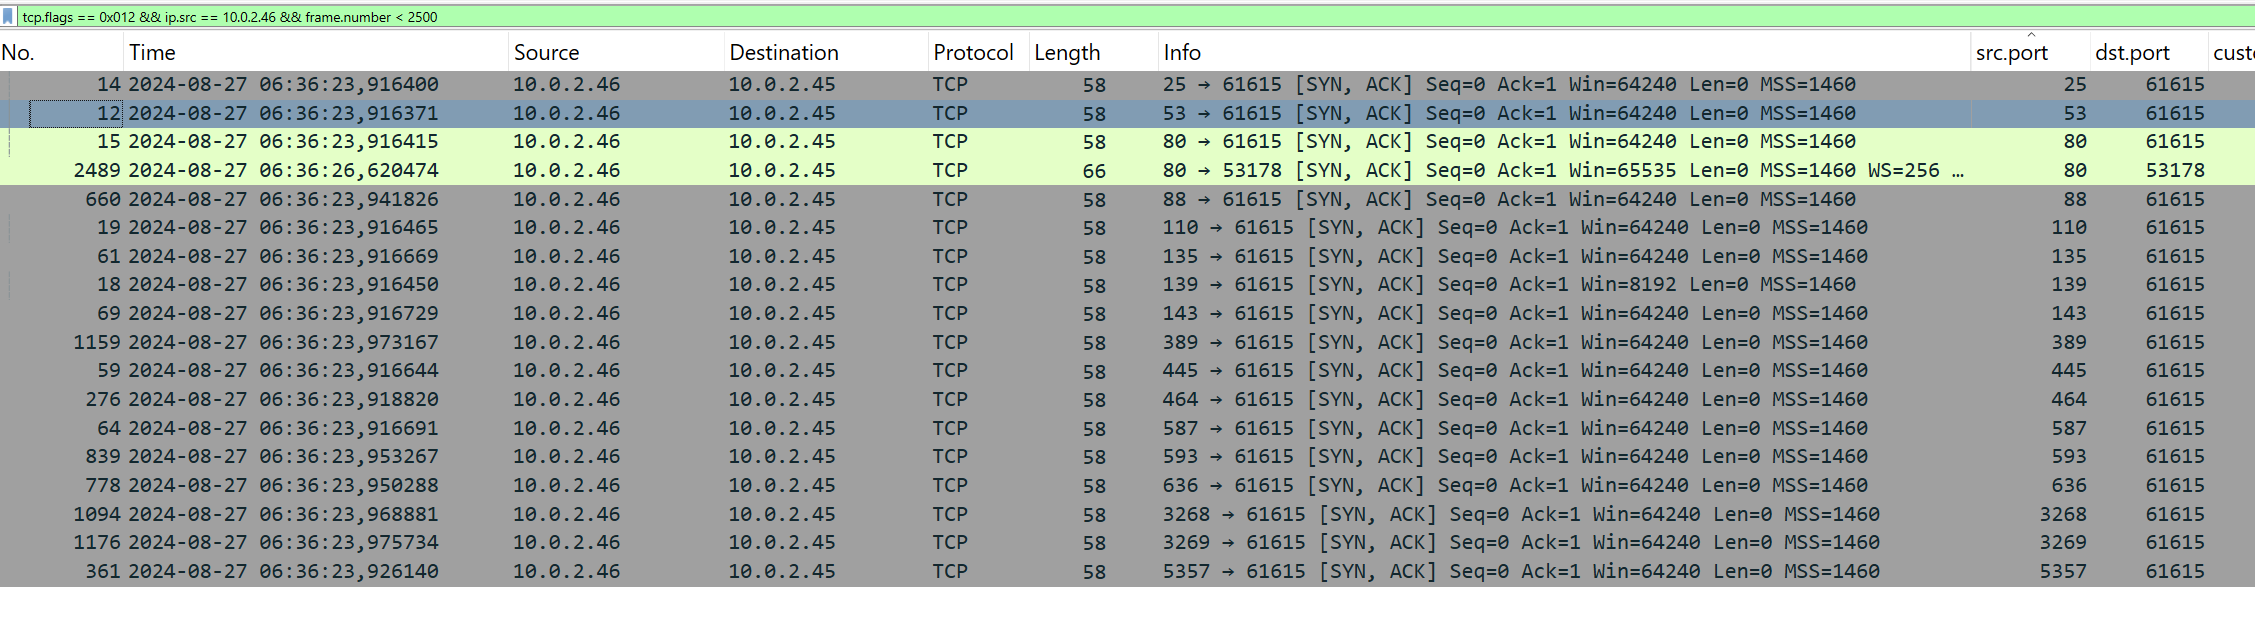 tcp.flags == 0x012 && ip.src == 10.0.2.46 && frame.number < 2500
No. Time Source Destination Protocol Length Info src.port dst.port custo
14 2024-08-27 06:36:23,916400 10.0.2.46 10.0.2.45 TCP 58 25 → 61615 [SYN, ACK] Seq=0 Ack=1 Win=64240 Len=0 MSS=1460 25 61615
12 2024-08-27 06:36:23,916371 10.0.2.46 10.0.2.45 TCP 58 53 → 61615 [SYN, ACK] Seq=0 Ack=1 Win=64240 Len=0 MSS=1460 53 61615
15 2024-08-27 06:36:23,916415 10.0.2.46 10.0.2.45 TCP 58 80 → 61615 [SYN, ACK] Seq=0 Ack=1 Win=64240 Len=0 MSS=1460 80 61615
2489 2024-08-27 06:36:26,620474 10.0.2.46 10.0.2.45 TCP 66 80 → 53178 [SYN, ACK] Seq=0 Ack=1 Win=65535 Len=0 MSS=1460 WS=256 … 80 53178
660 2024-08-27 06:36:23,941826 10.0.2.46 10.0.2.45 TCP 58 88 → 61615 [SYN, ACK] Seq=0 Ack=1 Win=64240 Len=0 MSS=1460 88 61615
19 2024-08-27 06:36:23,916465 10.0.2.46 10.0.2.45 TCP 58 110 → 61615 [SYN, ACK] Seq=0 Ack=1 Win=64240 Len=0 MSS=1460 110 61615
61 2024-08-27 06:36:23,916669 10.0.2.46 10.0.2.45 TCP 58 135 → 61615 [SYN, ACK] Seq=0 Ack=1 Win=64240 Len=0 MSS=1460 135 61615
18 2024-08-27 06:36:23,916450 10.0.2.46 10.0.2.45 TCP 58 139 → 61615 [SYN, ACK] Seq=0 Ack=1 Win=8192 Len=0 MSS=1460 139 61615
69 2024-08-27 06:36:23,916729 10.0.2.46 10.0.2.45 TCP 58 143 → 61615 [SYN, ACK] Seq=0 Ack=1 Win=64240 Len=0 MSS=1460 143 61615
1159 2024-08-27 06:36:23,973167 10.0.2.46 10.0.2.45 TCP 58 389 → 61615 [SYN, ACK] Seq=0 Ack=1 Win=64240 Len=0 MSS=1460 389 61615
59 2024-08-27 06:36:23,916644 10.0.2.46 10.0.2.45 TCP 58 445 → 61615 [SYN, ACK] Seq=0 Ack=1 Win=64240 Len=0 MSS=1460 445 61615
276 2024-08-27 06:36:23,918820 10.0.2.46 10.0.2.45 TCP 58 464 → 61615 [SYN, ACK] Seq=0 Ack=1 Win=64240 Len=0 MSS=1460 464 61615
64 2024-08-27 06:36:23,916691 10.0.2.46 10.0.2.45 TCP 58 587 → 61615 [SYN, ACK] Seq=0 Ack=1 Win=64240 Len=0 MSS=1460 587 61615
839 2024-08-27 06:36:23,953267 10.0.2.46 10.0.2.45 TCP 58 593 → 61615 [SYN, ACK] Seq=0 Ack=1 Win=64240 Len=0 MSS=1460 593 61615
778 2024-08-27 06:36:23,950288 10.0.2.46 10.0.2.45 TCP 58 636 → 61615 [SYN, ACK] Seq=0 Ack=1 Win=64240 Len=0 MSS=1460 636 61615
1094 2024-08-27 06:36:23,968881 10.0.2.46 10.0.2.45 TCP 58 3268 → 61615 [SYN, ACK] Seq=0 Ack=1 Win=64240 Len=0 MSS=1460 3268 61615
1176 2024-08-27 06:36:23,975734 10.0.2.46 10.0.2.45 TCP 58 3269 → 61615 [SYN, ACK] Seq=0 Ack=1 Win=64240 Len=0 MSS=1460 3269 61615
361 2024-08-27 06:36:23,926140 10.0.2.46 10.0.2.45 TCP 58 5357 → 61615 [SYN, ACK] Seq=0 Ack=1 Win=64240 Len=0 MSS=1460 5357 61615